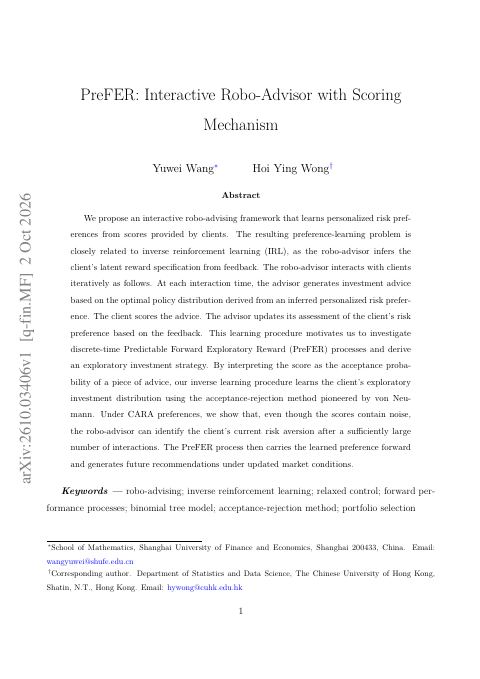 PreFER: Interactive Robo-Advisor with Scoring
Mechanism
Yuwei Wang* Hoi Ying Wong†
Abstract
We propose an interactive robo-advising framework that learns personalized risk pref-
erences from scores provided by clients. The resulting preference-learning problem is
closely related to inverse reinforcement learning (IRL), as the robo-advisor infers the
client's latent reward specification from feedback. The robo-advisor interacts with clients
iteratively as follows. At each interaction time, the advisor generates investment advice
based on the optimal policy distribution derived from an inferred personalized risk prefer-
ence. The client scores the advice. The advisor updates its assessment of the client's risk
preference based on the feedback. This learning procedure motivates us to investigate
discrete-time Predictable Forward Exploratory Reward (PreFER) processes and derive
an exploratory investment strategy. By interpreting the score as the acceptance proba-
bility of a piece of advice, our inverse learning procedure learns the client's exploratory
investment distribution using the acceptance-rejection method pioneered by von Neu-
mann. Under CARA preferences, we show that, even though the scores contain noise,
the robo-advisor can identify the client's current risk aversion after a sufficiently large
number of interactions. The PreFER process then carries the learned preference forward
and generates future recommendations under updated market conditions.
Keywords — robo-advising; inverse reinforcement learning; relaxed control; forward per-
formance processes; binomial tree model; acceptance-rejection method; portfolio selection
*School of Mathematics, Shanghai University of Finance and Economics, Shanghai 200433, China. Email:
wangyuwei@shufe.edu.cn
†Corresponding author. Department of Statistics and Data Science, The Chinese University of Hong Kong,
Shatin, N.T., Hong Kong. Email: hywong@cuhk.edu.hk
1
arXiv:2610.03406v1 [q-fin.MF] 2 Oct 2026